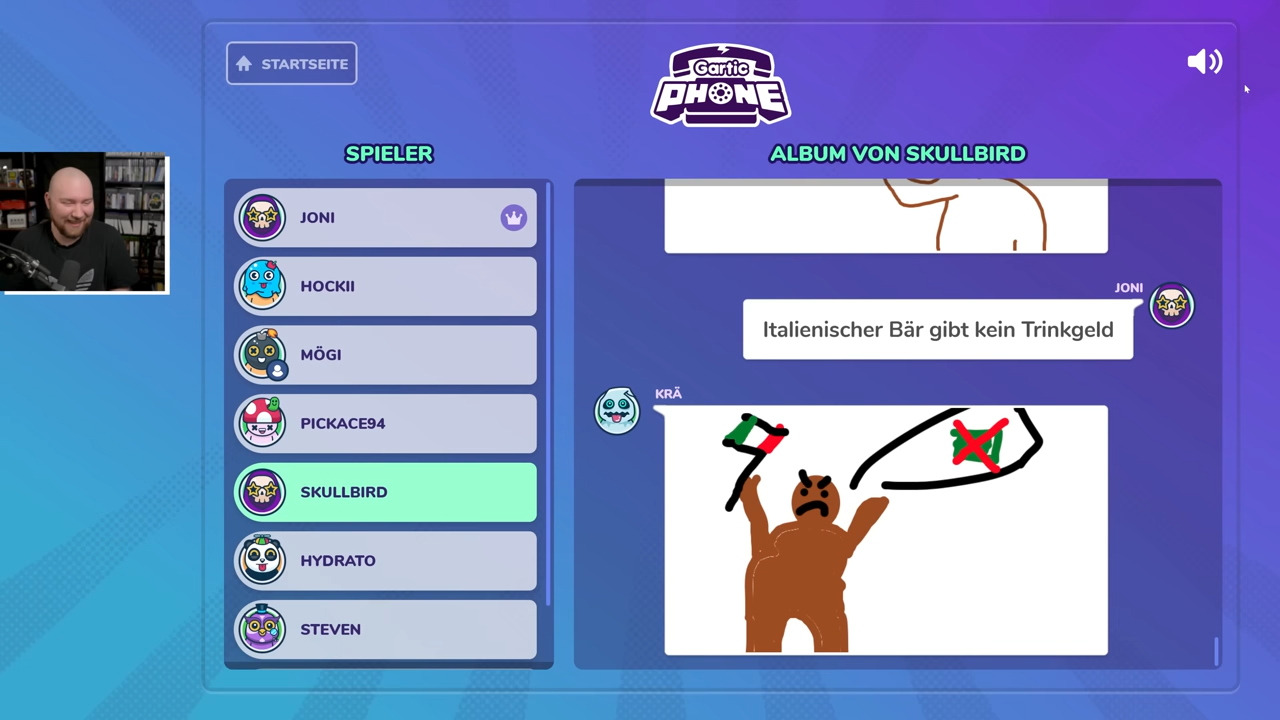 STARTSEITE
Gartic
PHONE
SPIELER
ALBUM VON SKULLBIRD
JONI
HOCKII
MÖGI
PICKACE94
SKULLBIRD
HYDRATO
STEVEN
JONI
Italienischer Bär gibt kein Trinkgeld
KRÄ